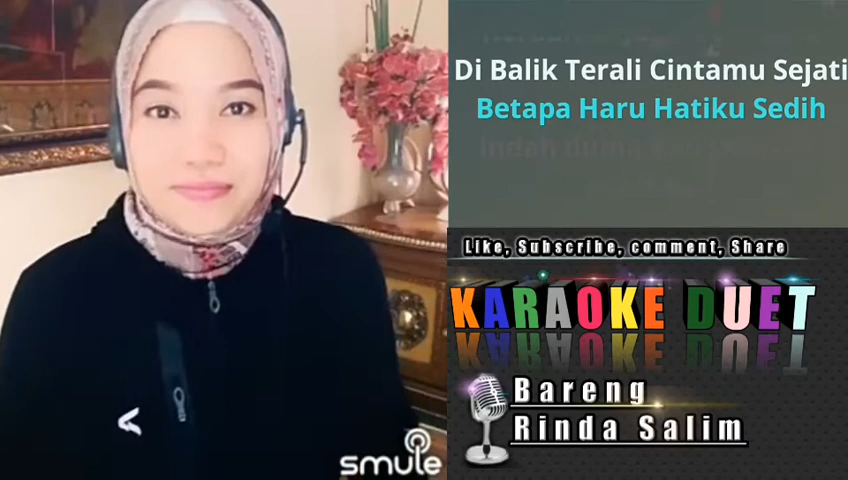 Di Balik Terali Cintamu Sejati
Betapa Haru Hatiku Sedih
Like, Subscribe, comment, Share
KARAOKE DUET
Bareng
Rinda Salim
smule